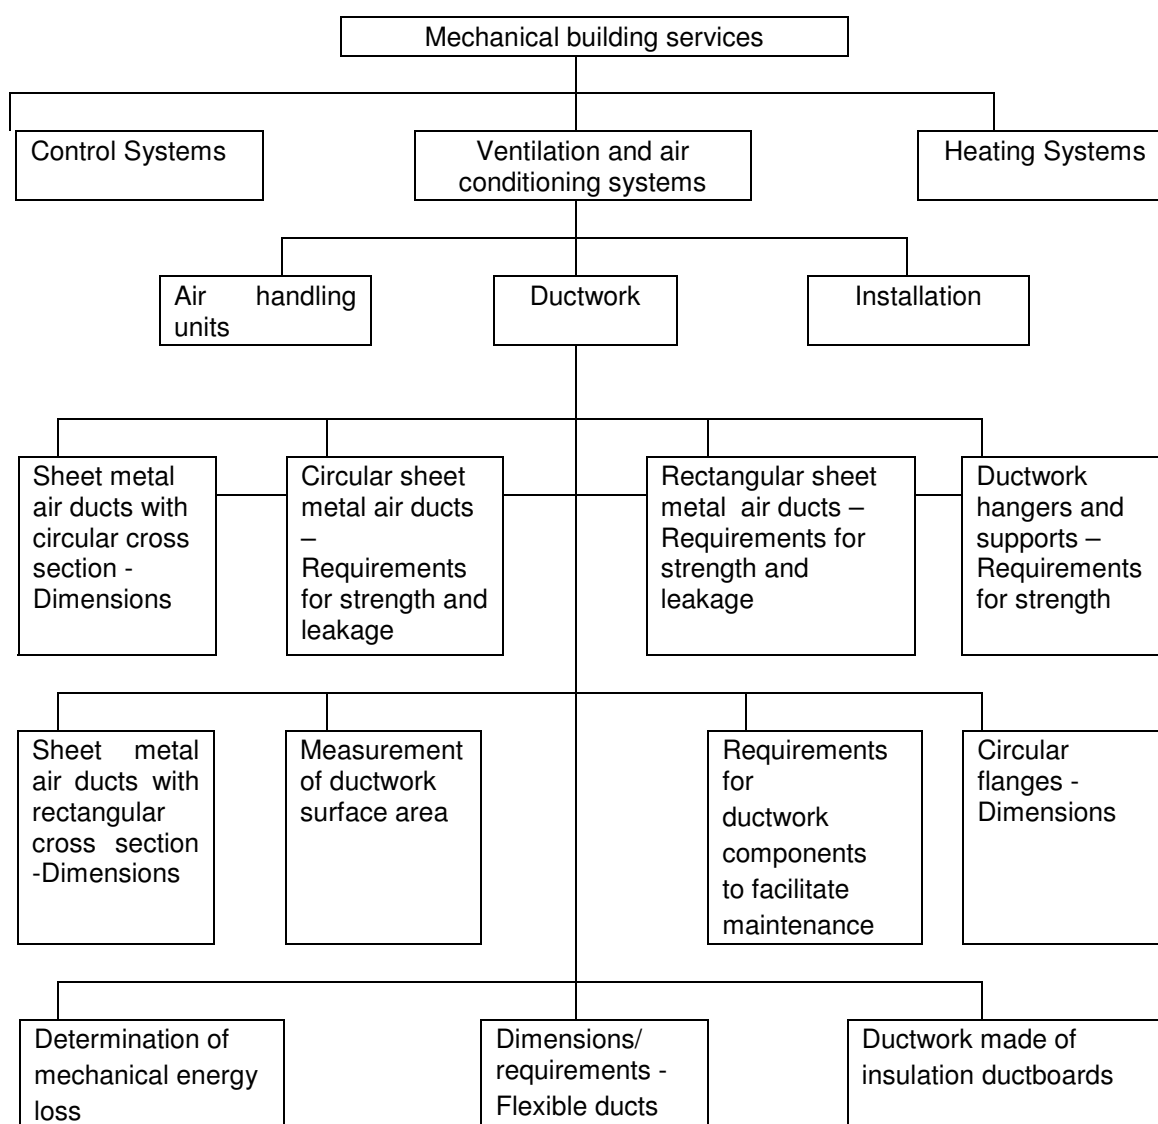 Mechanical building services
Control Systems
Ventilation and air
conditioning systems
Heating Systems
Air handling
units
Ductwork
Installation
Sheet metal
air ducts with
circular cross
section -
Dimensions
Circular sheet
metal air ducts
–
Requirements
for strength and
leakage
Rectangular sheet
metal air ducts –
Requirements for
strength and
leakage
Ductwork
hangers and
supports –
Requirements
for strength
Sheet metal
air ducts with
rectangular
cross section
-Dimensions
Measurement
of ductwork
surface area
Requirements
for
ductwork
components
to facilitate
maintenance
Circular
flanges -
Dimensions
Determination of
mechanical energy
loss
Dimensions/
requirements -
Flexible ducts
Ductwork made of
insulation ductboards